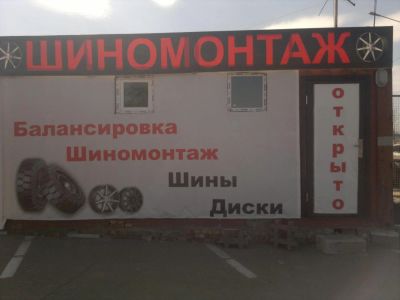 ШИНОМОНТАЖ
Балансировка
Шиномонтаж
Шины
Диски
открыто